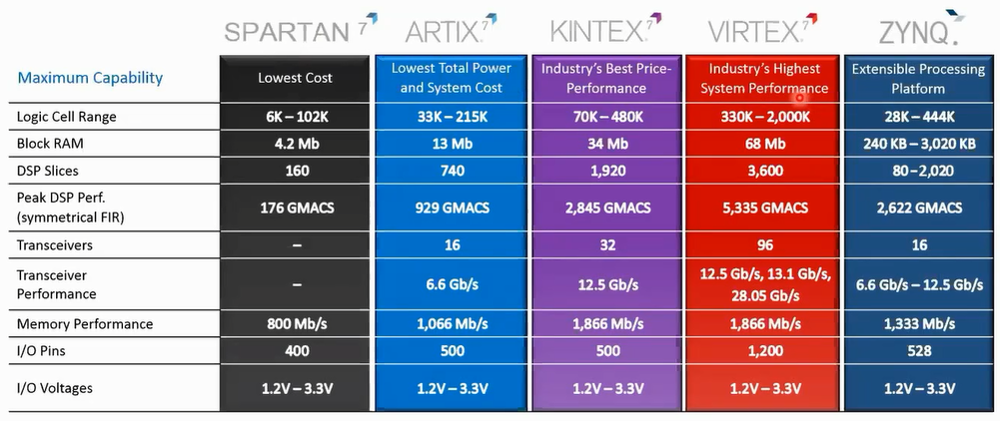 SPARTAN 7 ARTIX 7 KINTEX 7 VIRTEX 7 ZYNQ
Maximum Capability Lowest Cost Lowest Total Power and System Cost Industry's Best Price-Performance Industry's Highest System Performance Extensible Processing Platform
Logic Cell Range 6K – 102K 33K – 215K 70K – 480K 330K – 2,000K 28K – 444K
Block RAM 4.2 Mb 13 Mb 34 Mb 68 Mb 240 KB – 3,020 KB
DSP Slices 160 740 1,920 3,600 80 – 2,020
Peak DSP Perf. (symmetrical FIR) 176 GMACS 929 GMACS 2,845 GMACS 5,335 GMACS 2,622 GMACS
Transceivers – 16 32 96 16
Transceiver Performance – 6.6 Gb/s 12.5 Gb/s 12.5 Gb/s, 13.1 Gb/s, 28.05 Gb/s 6.6 Gb/s – 12.5 Gb/s
Memory Performance 800 Mb/s 1,066 Mb/s 1,866 Mb/s 1,866 Mb/s 1,333 Mb/s
I/O Pins 400 500 500 1,200 528
I/O Voltages 1.2V – 3.3V 1.2V – 3.3V 1.2V – 3.3V 1.2V – 3.3V 1.2V – 3.3V